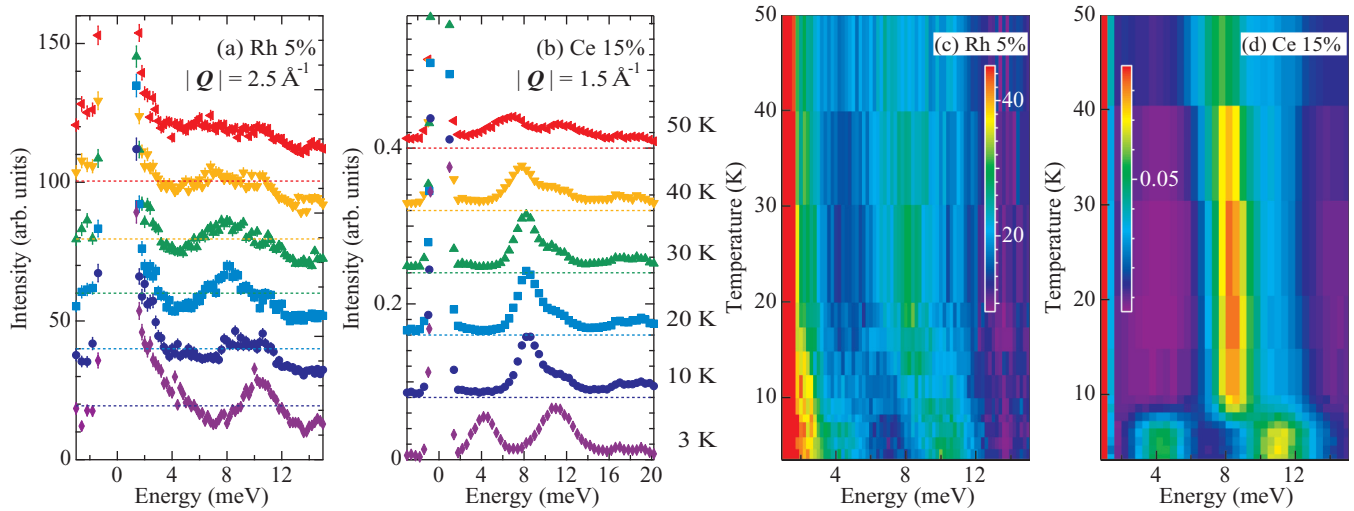 (a) Rh 5%
| Q | = 2.5 Å⁻¹
150
100
50
0
Intensity (arb. units)
0 4 8 12
Energy (meV)
(b) Ce 15%
| Q | = 1.5 Å⁻¹
0.4
0.2
0
Intensity (arb. units)
0 4 8 12 16 20
Energy (meV)
50 K
40 K
30 K
20 K
10 K
3 K
(c) Rh 5%
50
40
30
20
10
Temperature (K)
40
20
4 8 12
Energy (meV)
(d) Ce 15%
50
40
30
20
10
Temperature (K)
0.05
4 8 12
Energy (meV)